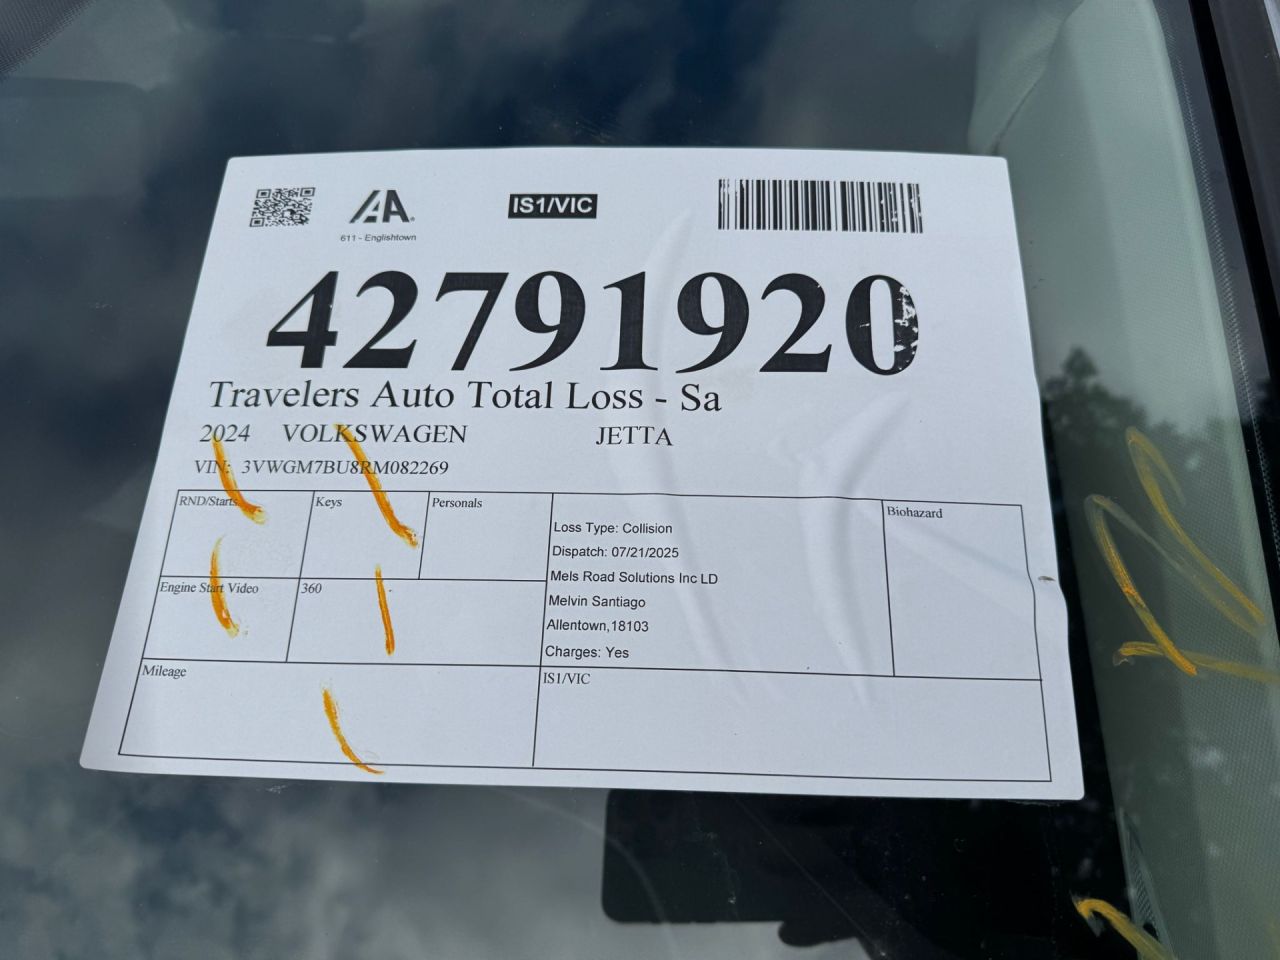 IAA
611 - Englishtown
IS1/VIC
42791920
Travelers Auto Total Loss - Sa
2024 VOLKSWAGEN JETTA
VIN: 3VWGM7BU8RM082269
RND/Starts
Keys
Personals
Loss Type: Collision
Dispatch: 07/21/2025
Mels Road Solutions Inc LD
Melvin Santiago
Allentown,18103
Charges: Yes
Biohazard
Engine Start Video
360
Mileage
IS1/VIC